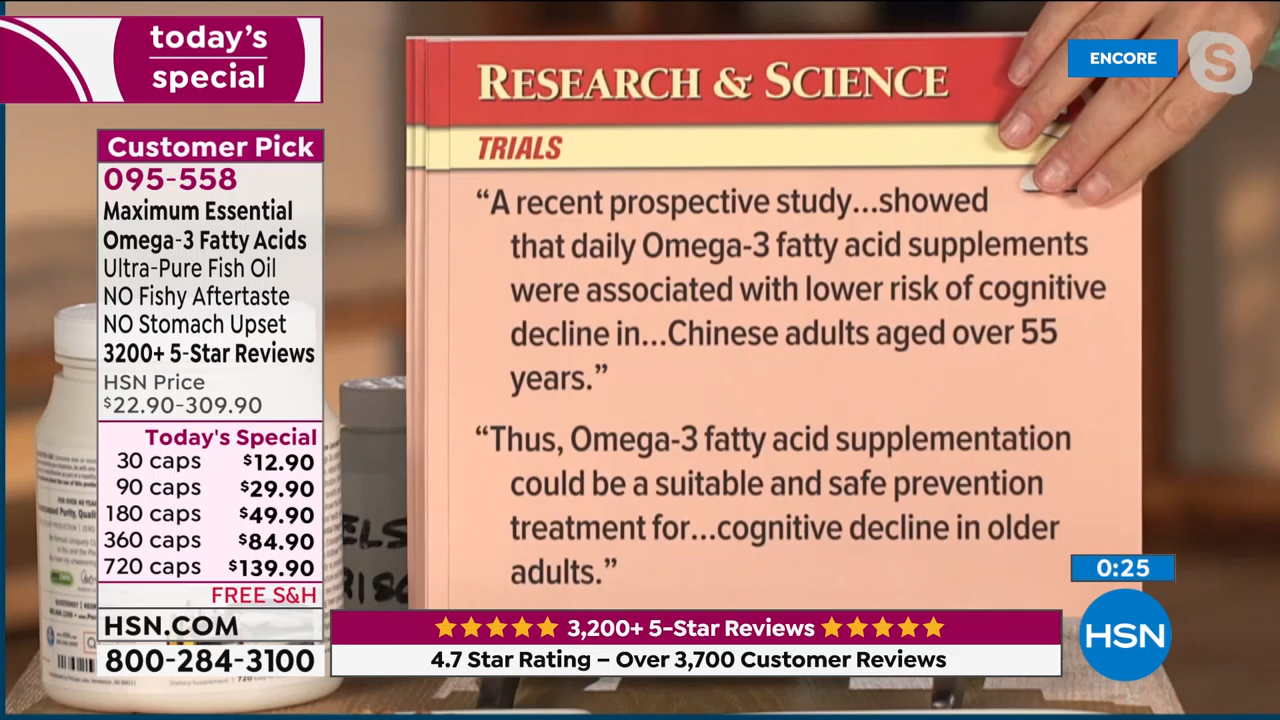 today's
special
Customer Pick
095-558
Maximum Essential
Omega-3 Fatty Acids
Ultra-Pure Fish Oil
NO Fishy Aftertaste
NO Stomach Upset
3200+ 5-Star Reviews
HSN Price
$22.90-309.90
Today's Special
30 caps $12.90
90 caps $29.90
180 caps $49.90
360 caps $84.90
720 caps $139.90
FREE S&H
HSN.COM
800-284-3100
RESEARCH & SCIENCE
TRIALS
“A recent prospective study...showed
that daily Omega-3 fatty acid supplements
were associated with lower risk of cognitive
decline in...Chinese adults aged over 55
years.”
“Thus, Omega-3 fatty acid supplementation
could be a suitable and safe prevention
treatment for...cognitive decline in older
adults.”
ENCORE
S
0:25
HSN
3,200+ 5-Star Reviews
4.7 Star Rating – Over 3,700 Customer Reviews